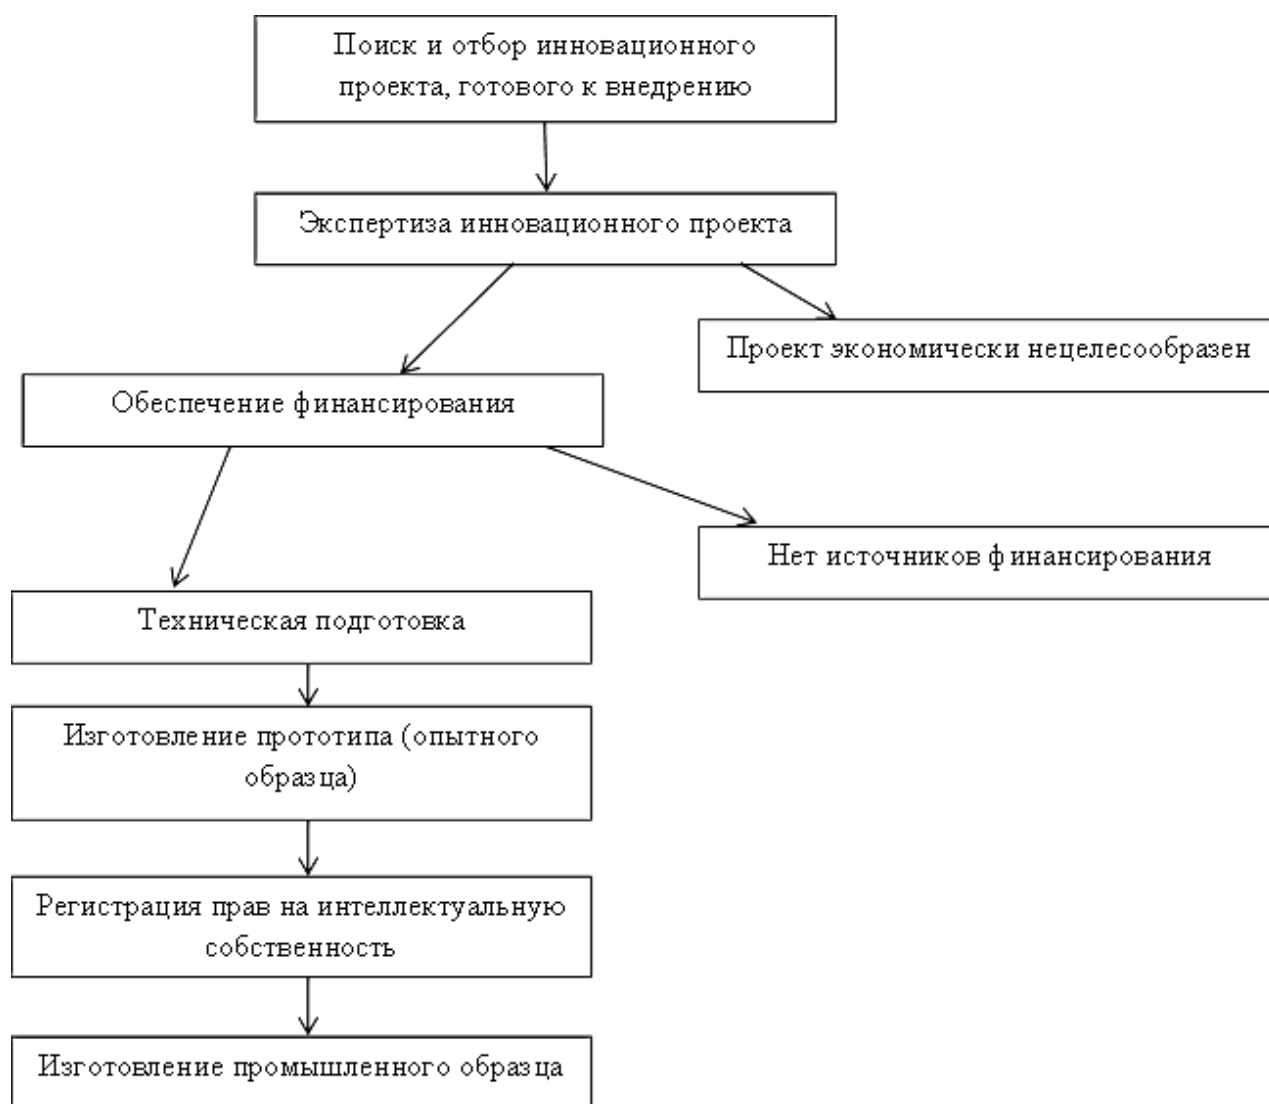 Поиск и отбор инновационного
проекта, готового к внедрению
Экспертиза инновационного проекта
Проект экономически нецелесообразен
Обеспечение финансирования
Нет источников финансирования
Техническая подготовка
Изготовление прототипа (опытного
образца)
Регистрация прав на интеллектуальную
собственность
Изготовление промышленного образца